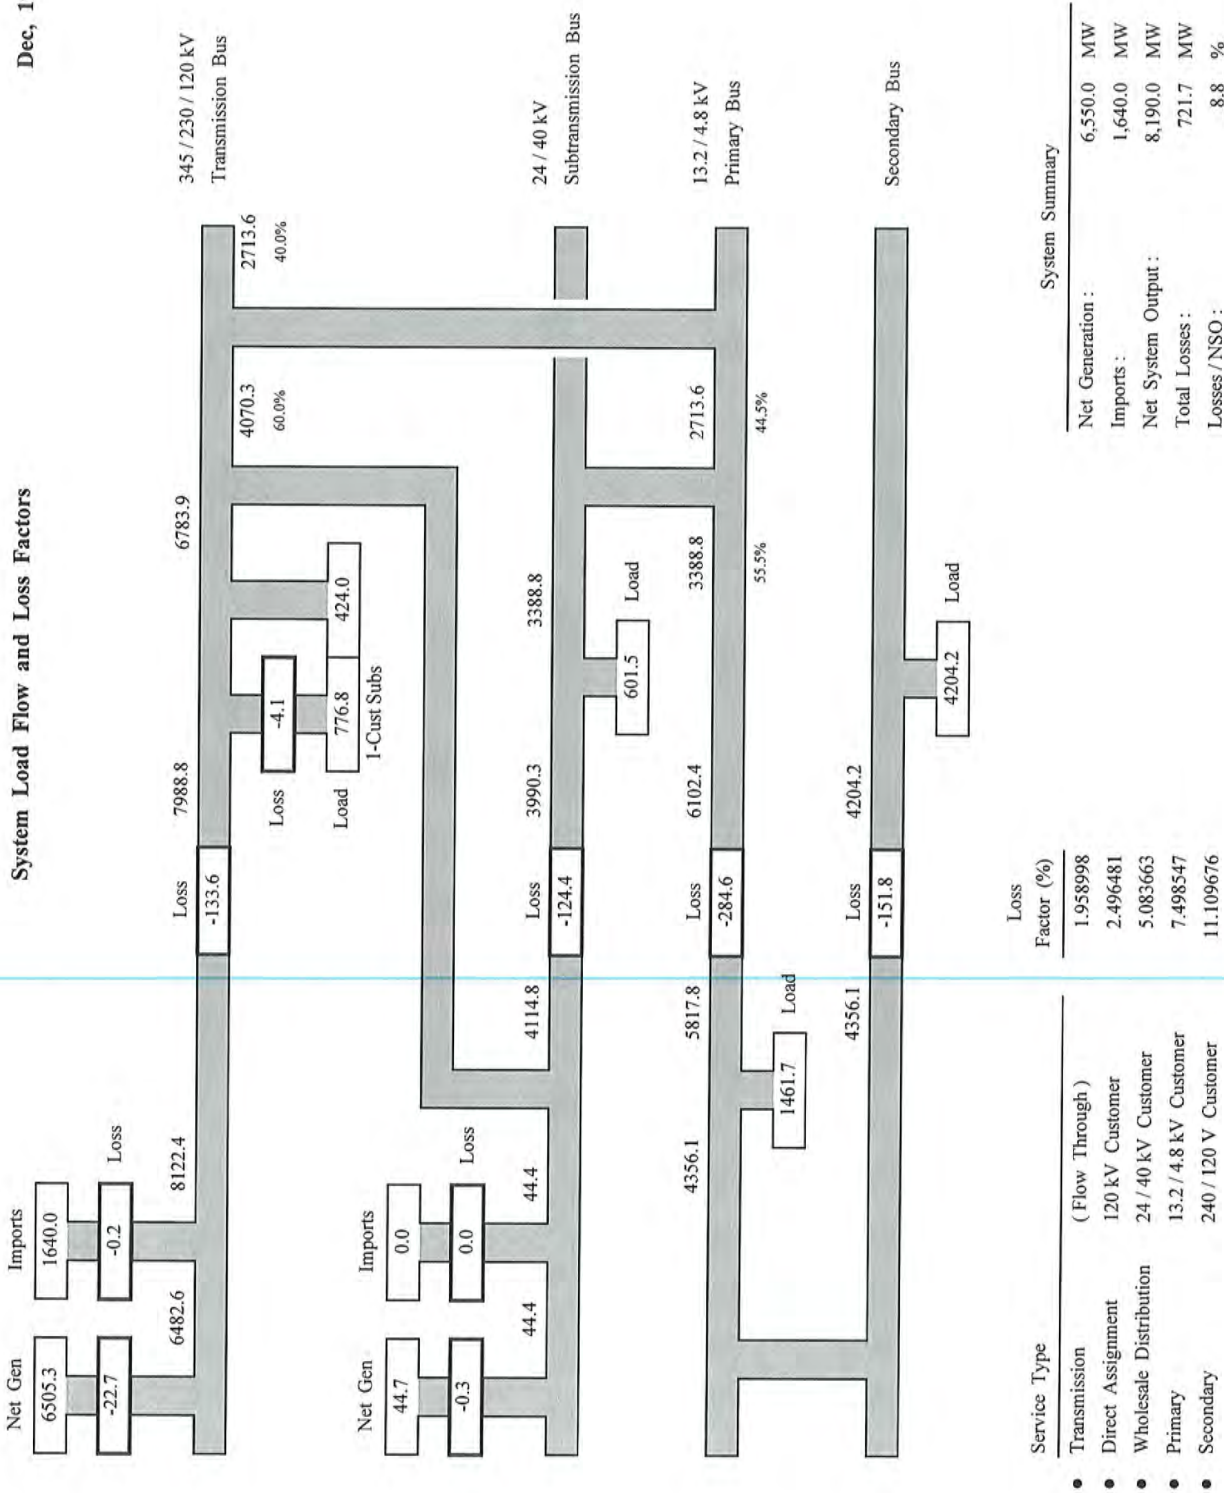 System Load Flow and Loss Factors
Dec, 1
Net Gen
Imports
6505.3
1640.0
-22.7
-0.2
Loss
6482.6
8122.4
Loss
-133.6
7988.8
6783.9
345 / 230 / 120 kV
Transmission Bus
4070.3
60.0%
2713.6
40.0%
Loss
-4.1
Load
776.8
424.0
1-Cust Subs
Net Gen
Imports
44.7
0.0
-0.3
0.0
Loss
44.4
44.4
4114.8
Loss
-124.4
3990.3
3388.8
24 / 40 kV
Subtransmission Bus
601.5
Load
4356.1
5817.8
Loss
-284.6
6102.4
3388.8
2713.6
13.2 / 4.8 kV
Primary Bus
55.5%
44.5%
1461.7
Load
4356.1
Loss
-151.8
4204.2
Secondary Bus
4204.2
Load
Service Type
Loss
Factor (%)
• Transmission ( Flow Through ) 1.958998
• Direct Assignment 120 kV Customer 2.496481
• Wholesale Distribution 24 / 40 kV Customer 5.083663
• Primary 13.2 / 4.8 kV Customer 7.498547
• Secondary 240 / 120 V Customer 11.109676
System Summary
Net Generation : 6,550.0 MW
Imports : 1,640.0 MW
Net System Output : 8,190.0 MW
Total Losses : 721.7 MW
Losses / NSO : 8.8 %